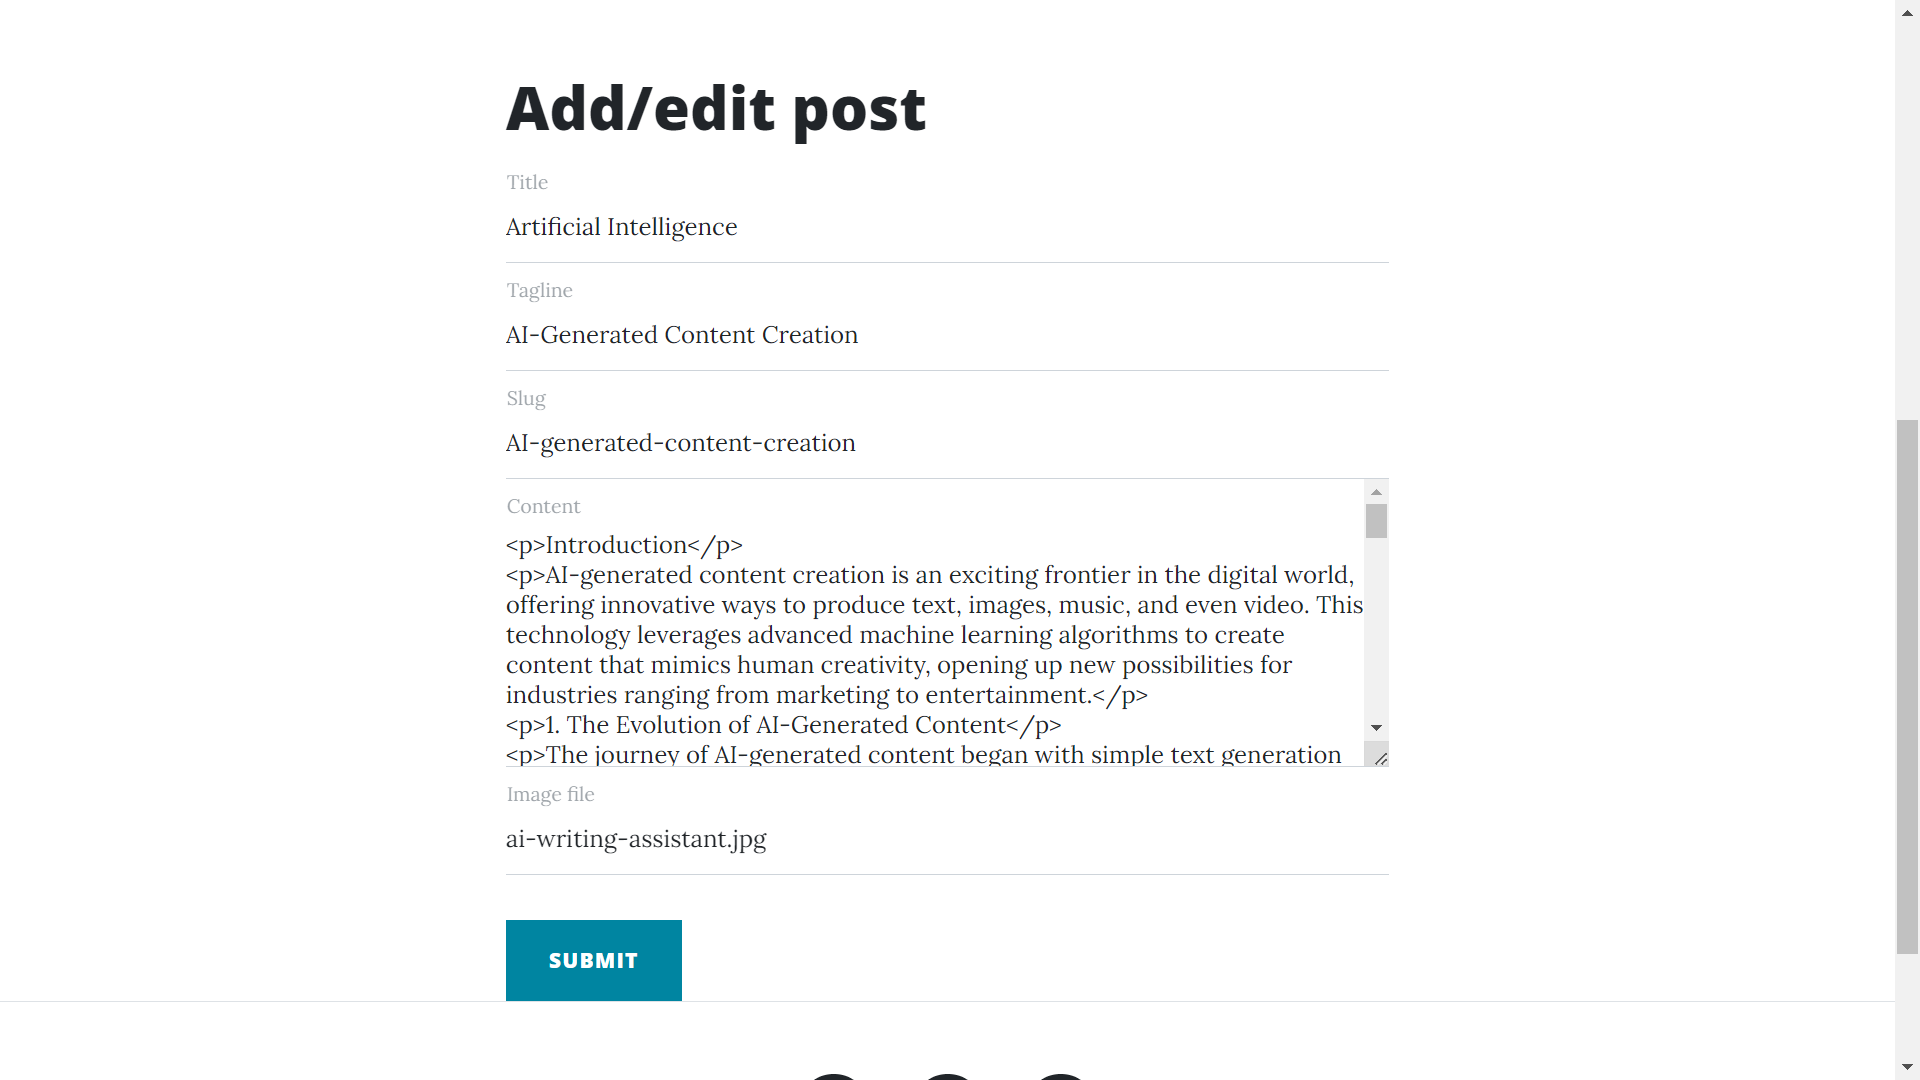 Add/edit post
Title
Artificial Intelligence
Tagline
AI-Generated Content Creation
Slug
AI-generated-content-creation
Content
<p>Introduction</p>
<p>AI-generated content creation is an exciting frontier in the digital world,
offering innovative ways to produce text, images, music, and even video. This
technology leverages advanced machine learning algorithms to create
content that mimics human creativity, opening up new possibilities for
industries ranging from marketing to entertainment.</p>
<p>1. The Evolution of AI-Generated Content</p>
<p>The journey of AI-generated content began with simple text generation
Image file
ai-writing-assistant.jpg
SUBMIT